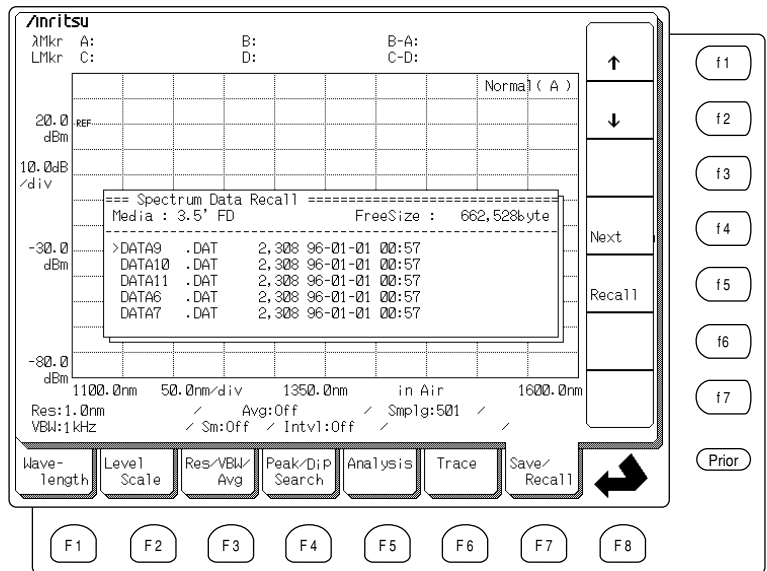 /inritsu
λMkr A: B: B-A:
LMkr C: D: C-D:
Normal( A )
20.0 REF
dBm
10.0dB
/div
-30.0
dBm
-80.0
dBm
=== Spectrum Data Recall ==============================
Media : 3.5' FD FreeSize : 662,528byte
-------------------------------------------------------
>DATA9 .DAT 2,308 96-01-01 00:57
DATA10 .DAT 2,308 96-01-01 00:57
DATA11 .DAT 2,308 96-01-01 00:57
DATA6 .DAT 2,308 96-01-01 00:57
DATA7 .DAT 2,308 96-01-01 00:57
1100.0nm 50.0nm/div 1350.0nm in Air 1600.0nm
Res:1.0nm / Avg:Off / Smplg:501 /
VBW:1kHz / Sm:Off / Intvl:Off / /
↑
↓
Next
Recall
Wave-
length
Level
Scale
Res/VBW/
Avg
Peak/Dip
Search
Analysis
Trace
Save/
Recall
f1
f2
f3
f4
f5
f6
f7
Prior
F1 F2 F3 F4 F5 F6 F7 F8